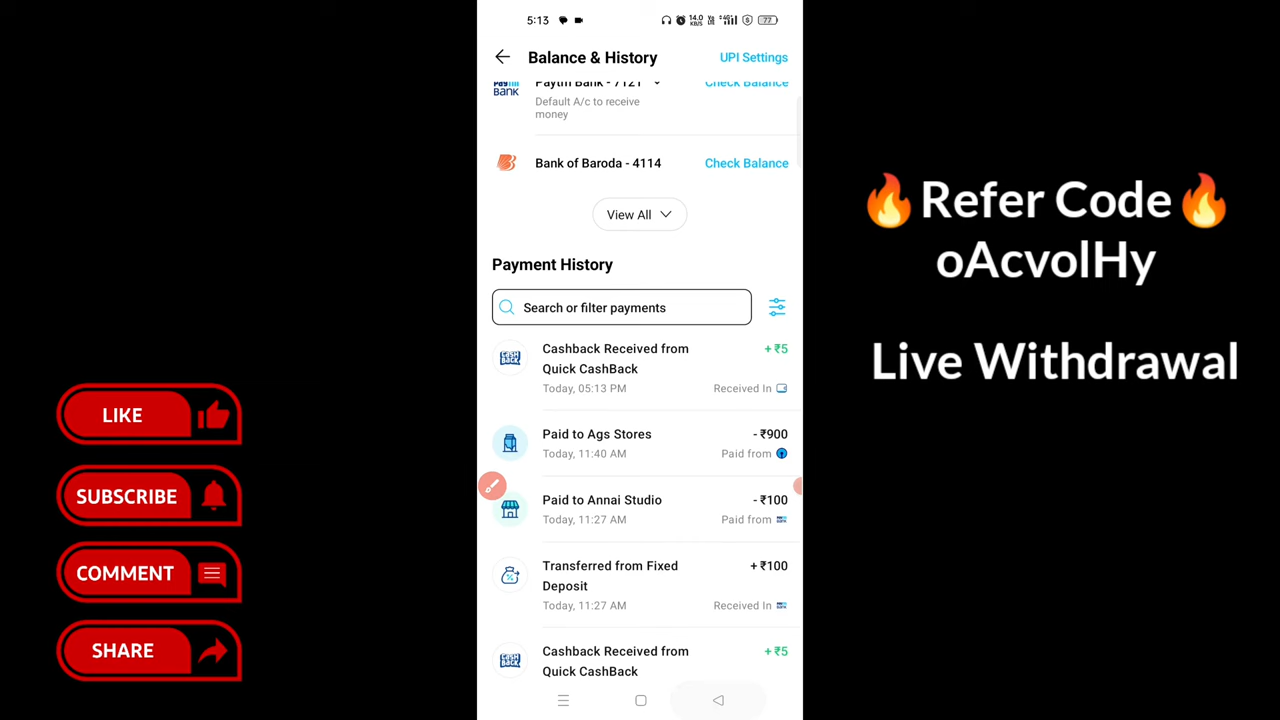 5:13
14.0
KB/S
77
Balance & History
UPI Settings
Paytm Bank - 7121
Check Balance
Default A/c to receive
money
Bank of Baroda - 4114
Check Balance
View All
Payment History
Search or filter payments
Cashback Received from
Quick CashBack
+ ₹5
Today, 05:13 PM
Received In
Paid to Ags Stores
- ₹900
Today, 11:40 AM
Paid from
Paid to Annai Studio
- ₹100
Today, 11:27 AM
Paid from
Transferred from Fixed
Deposit
+ ₹100
Today, 11:27 AM
Received In
Cashback Received from
Quick CashBack
+ ₹5
LIKE
SUBSCRIBE
COMMENT
SHARE
🔥Refer Code🔥
oAcvolHy
Live Withdrawal